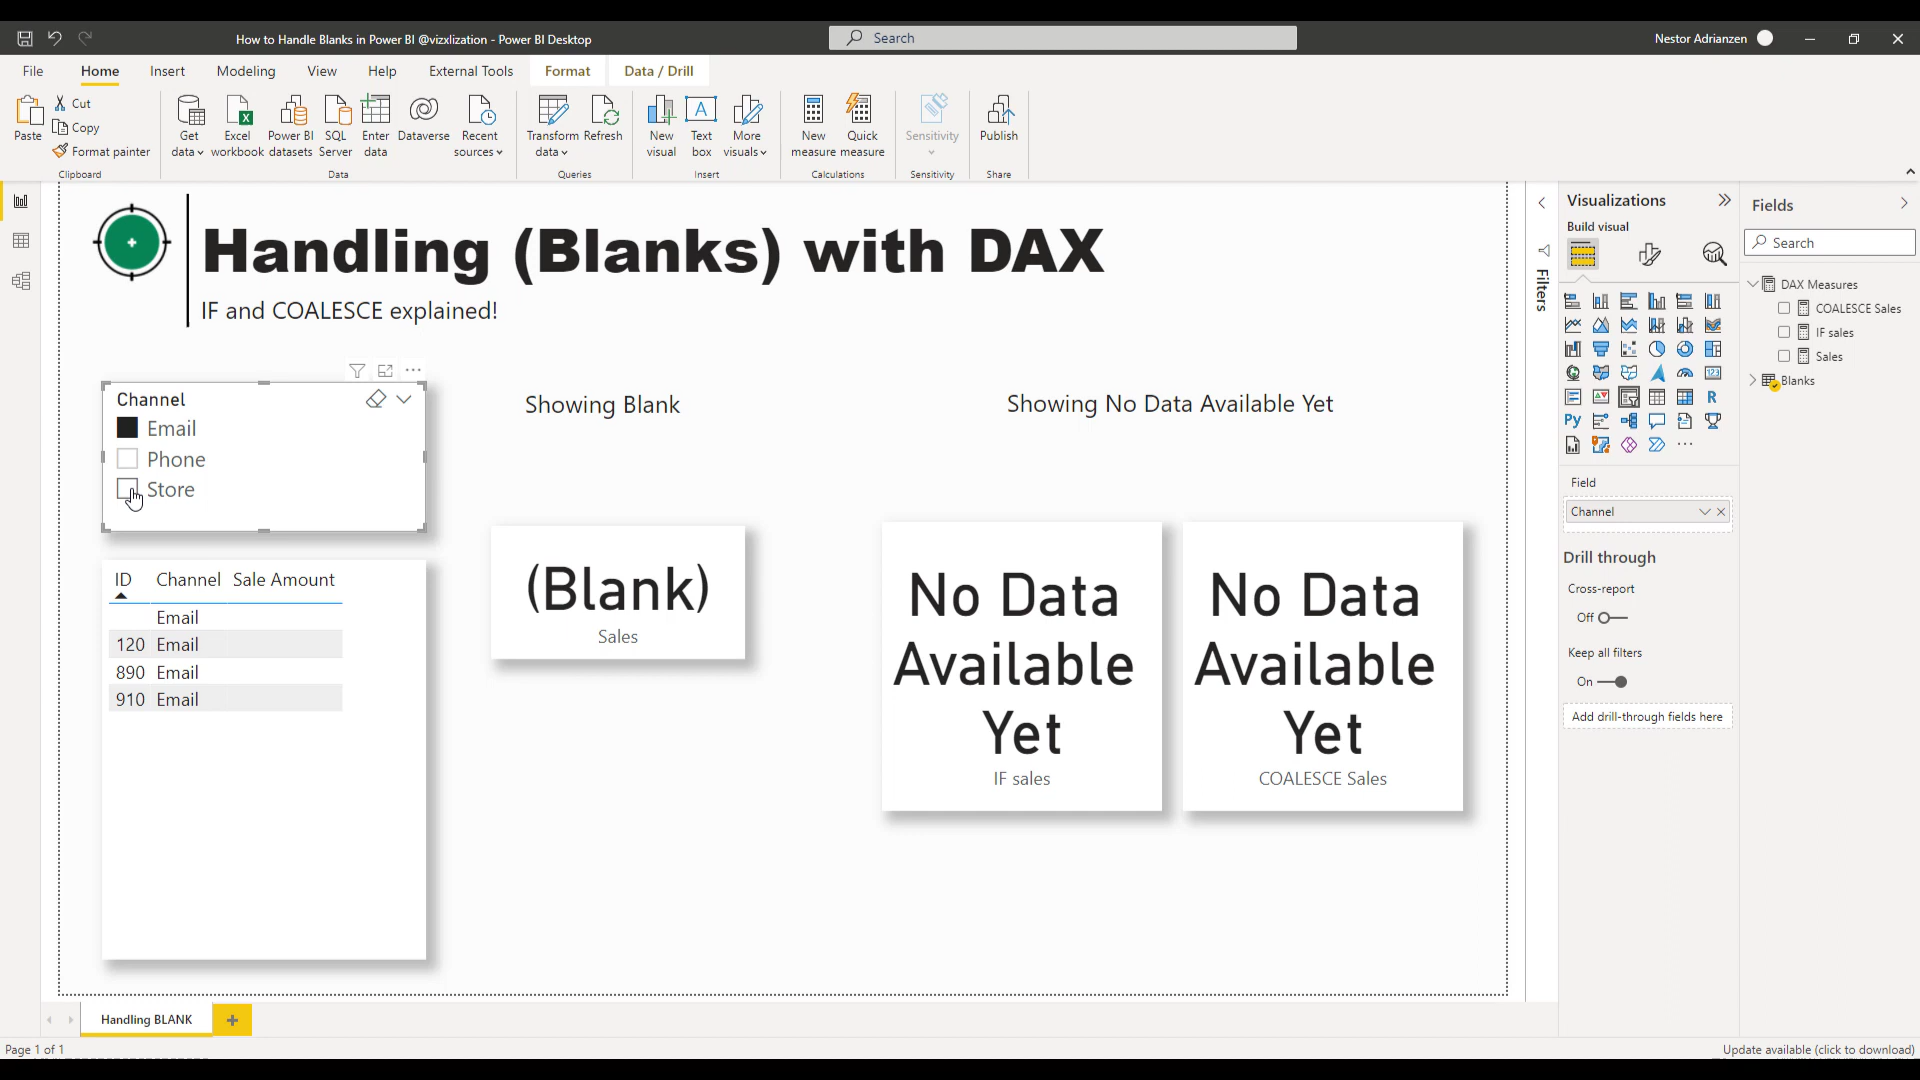 How to Handle Blanks in Power BI @vizxlization - Power BI Desktop
Search
Nestor Adrianzen
File
Home
Insert
Modeling
View
Help
External Tools
Format
Data / Drill
Paste
Cut
Copy
Format painter
Clipboard
Get data
Excel workbook
Power BI datasets
SQL Server
Enter data
Dataverse
Recent sources
Data
Transform data
Refresh
Queries
New visual
A
Text box
More visuals
Insert
New measure
Quick measure
Calculations
Sensitivity
Sensitivity
Publish
Share
Handling (Blanks) with DAX
IF and COALESCE explained!
Channel
Email
Phone
Store
ID Channel Sale Amount
Email
120 Email
890 Email
910 Email
Showing Blank
(Blank)
Sales
Showing No Data Available Yet
No Data
Available
Yet
IF sales
No Data
Available
Yet
COALESCE Sales
Filters
Visualizations
Build visual
123
R
Py
Field
Channel
Drill through
Cross-report
Off
Keep all filters
On
Add drill-through fields here
Fields
Search
DAX Measures
COALESCE Sales
IF sales
Sales
Blanks
Handling BLANK
Page 1 of 1
Update available (click to download)